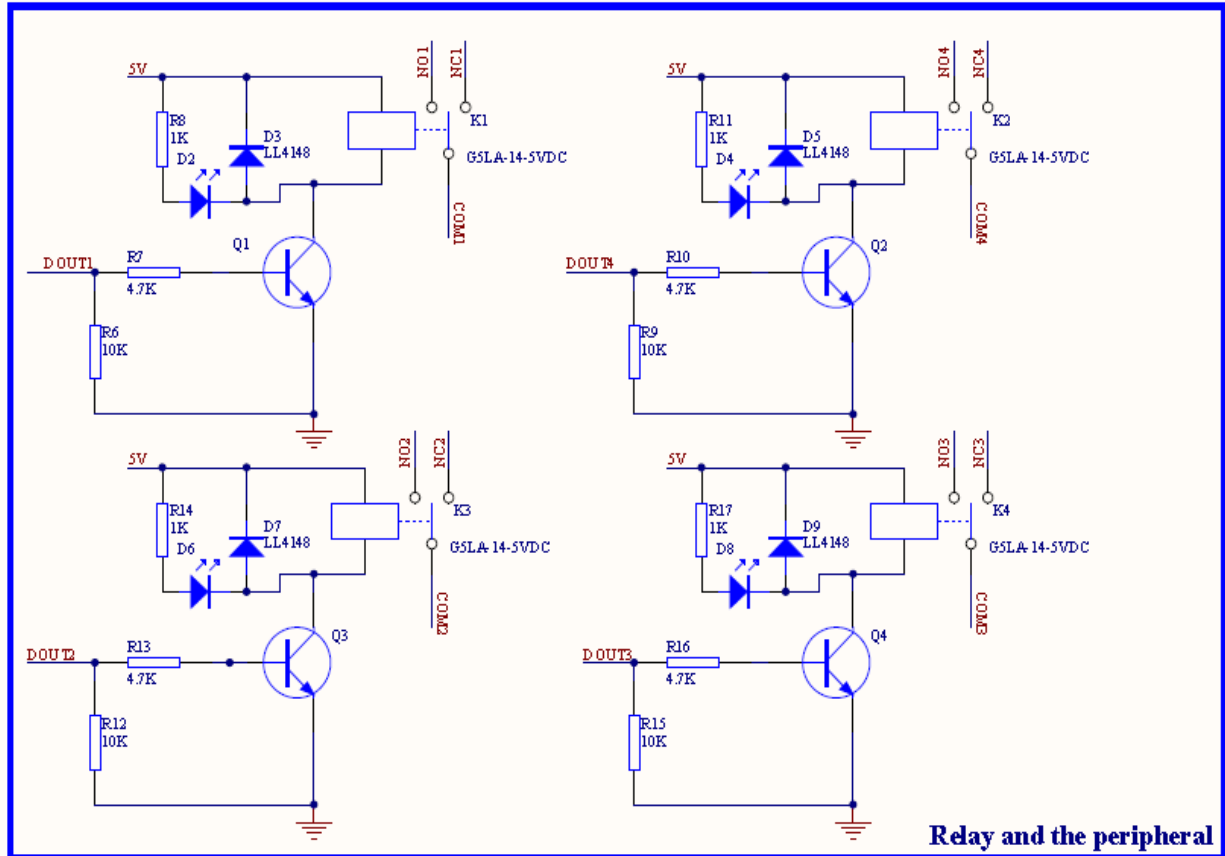 5V
NO1
NC1
R8
1K
D2
D3
LL4148
K1
G5LA-14-5VDC
COM1
Q1
DOUT1
R7
4.7K
R6
10K
5V
NO4
NC4
R11
1K
D4
D5
LL4148
K2
G5LA-14-5VDC
COM4
Q2
DOUT4
R10
4.7K
R9
10K
5V
NO2
NC2
R14
1K
D6
D7
LL4148
K3
G5LA-14-5VDC
COM2
Q3
DOUT2
R13
4.7K
R12
10K
5V
NO3
NC3
R17
1K
D8
D9
LL4148
K4
G5LA-14-5VDC
COM3
Q4
DOUT3
R16
4.7K
R15
10K
Relay and the peripheral